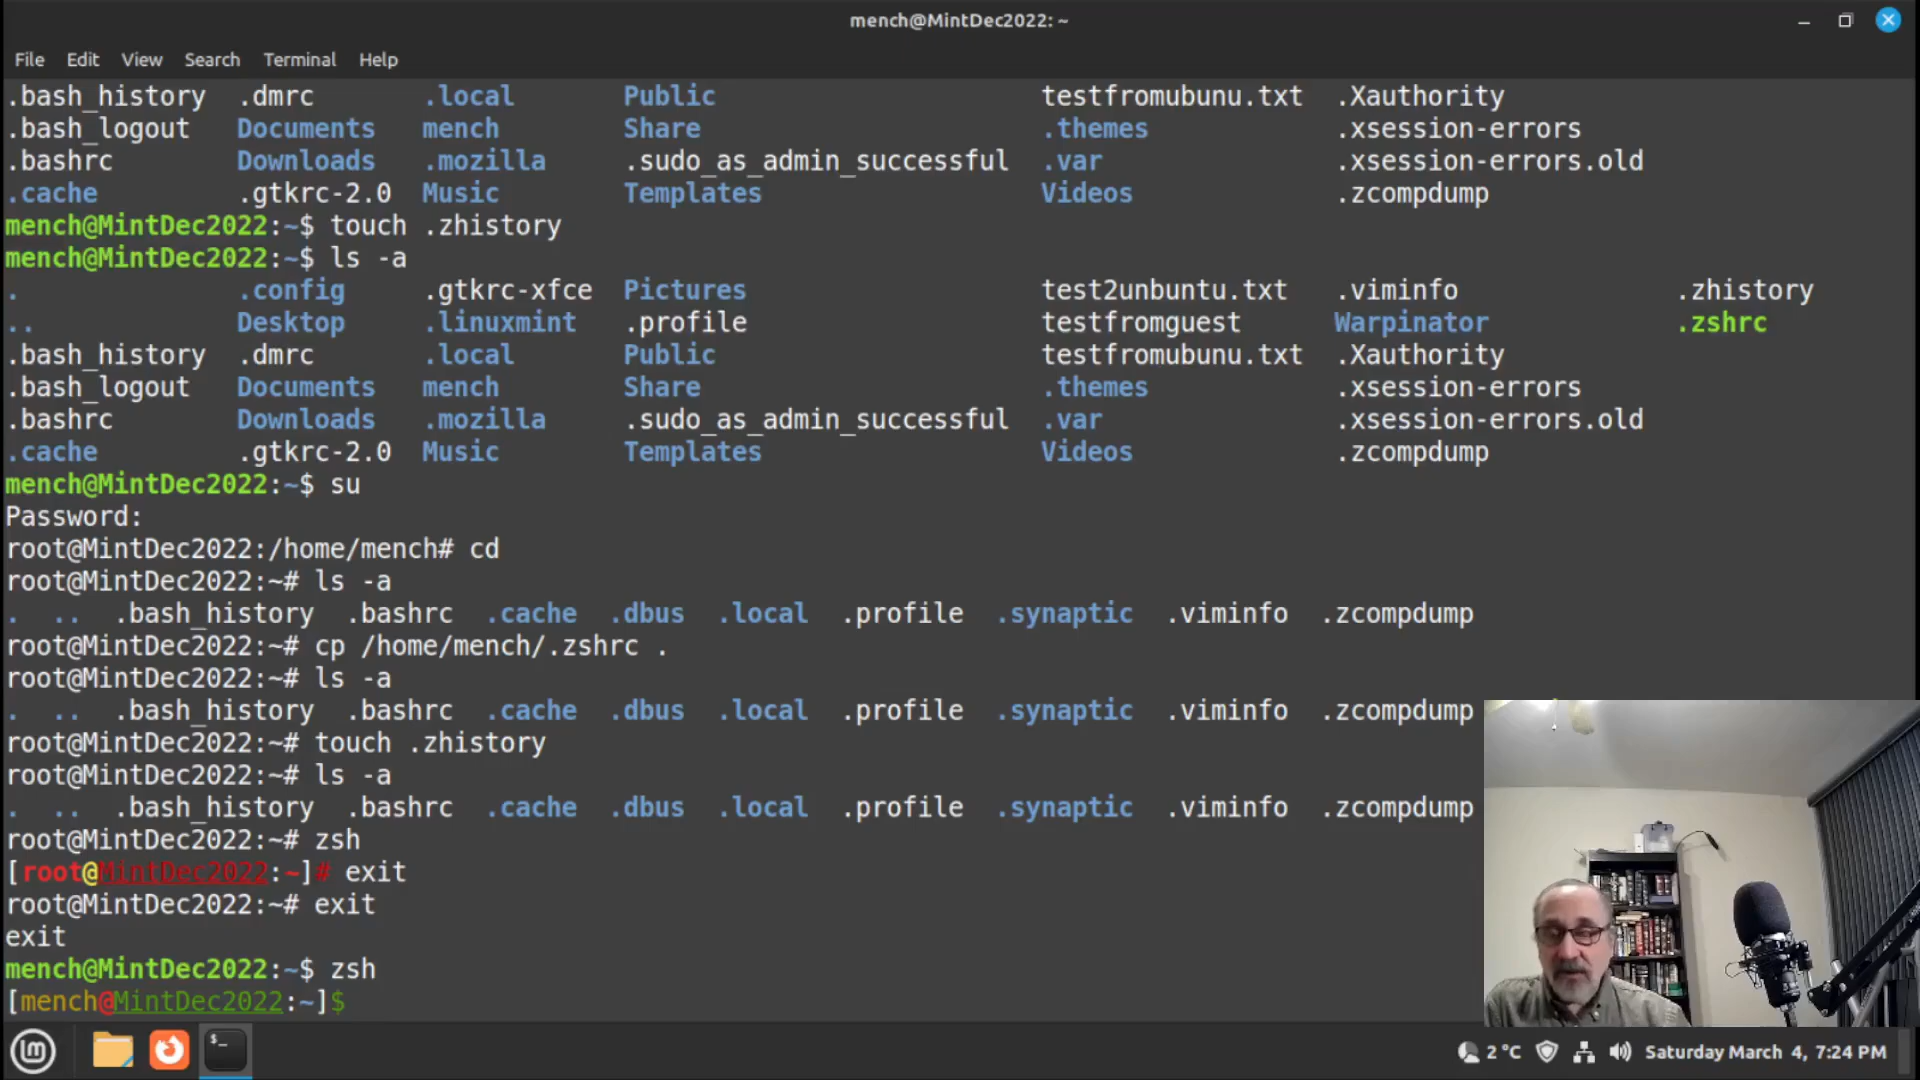 mench@MintDec2022: ~
File Edit View Search Terminal Help
.bash_history .dmrc .local Public testfromubunu.txt .Xauthority
.bash_logout Documents mench Share .themes .xsession-errors
.bashrc Downloads .mozilla .sudo_as_admin_successful .var .xsession-errors.old
.cache .gtkrc-2.0 Music Templates Videos .zcompdump
mench@MintDec2022:~$ touch .zhistory
mench@MintDec2022:~$ ls -a
. .config .gtkrc-xfce Pictures test2unbuntu.txt .viminfo .zhistory
.. Desktop .linuxmint .profile testfromguest Warpinator .zshrc
.bash_history .dmrc .local Public testfromubunu.txt .Xauthority
.bash_logout Documents mench Share .themes .xsession-errors
.bashrc Downloads .mozilla .sudo_as_admin_successful .var .xsession-errors.old
.cache .gtkrc-2.0 Music Templates Videos .zcompdump
mench@MintDec2022:~$ su
Password:
root@MintDec2022:/home/mench# cd
root@MintDec2022:~# ls -a
. .. .bash_history .bashrc .cache .dbus .local .profile .synaptic .viminfo .zcompdump
root@MintDec2022:~# cp /home/mench/.zshrc .
root@MintDec2022:~# ls -a
. .. .bash_history .bashrc .cache .dbus .local .profile .synaptic .viminfo .zcompdump
root@MintDec2022:~# touch .zhistory
root@MintDec2022:~# ls -a
. .. .bash_history .bashrc .cache .dbus .local .profile .synaptic .viminfo .zcompdump
root@MintDec2022:~# zsh
[root@MintDec2022:~]# exit
root@MintDec2022:~# exit
exit
mench@MintDec2022:~$ zsh
[mench@MintDec2022:~]$
2°C Saturday March 4, 7:24 PM